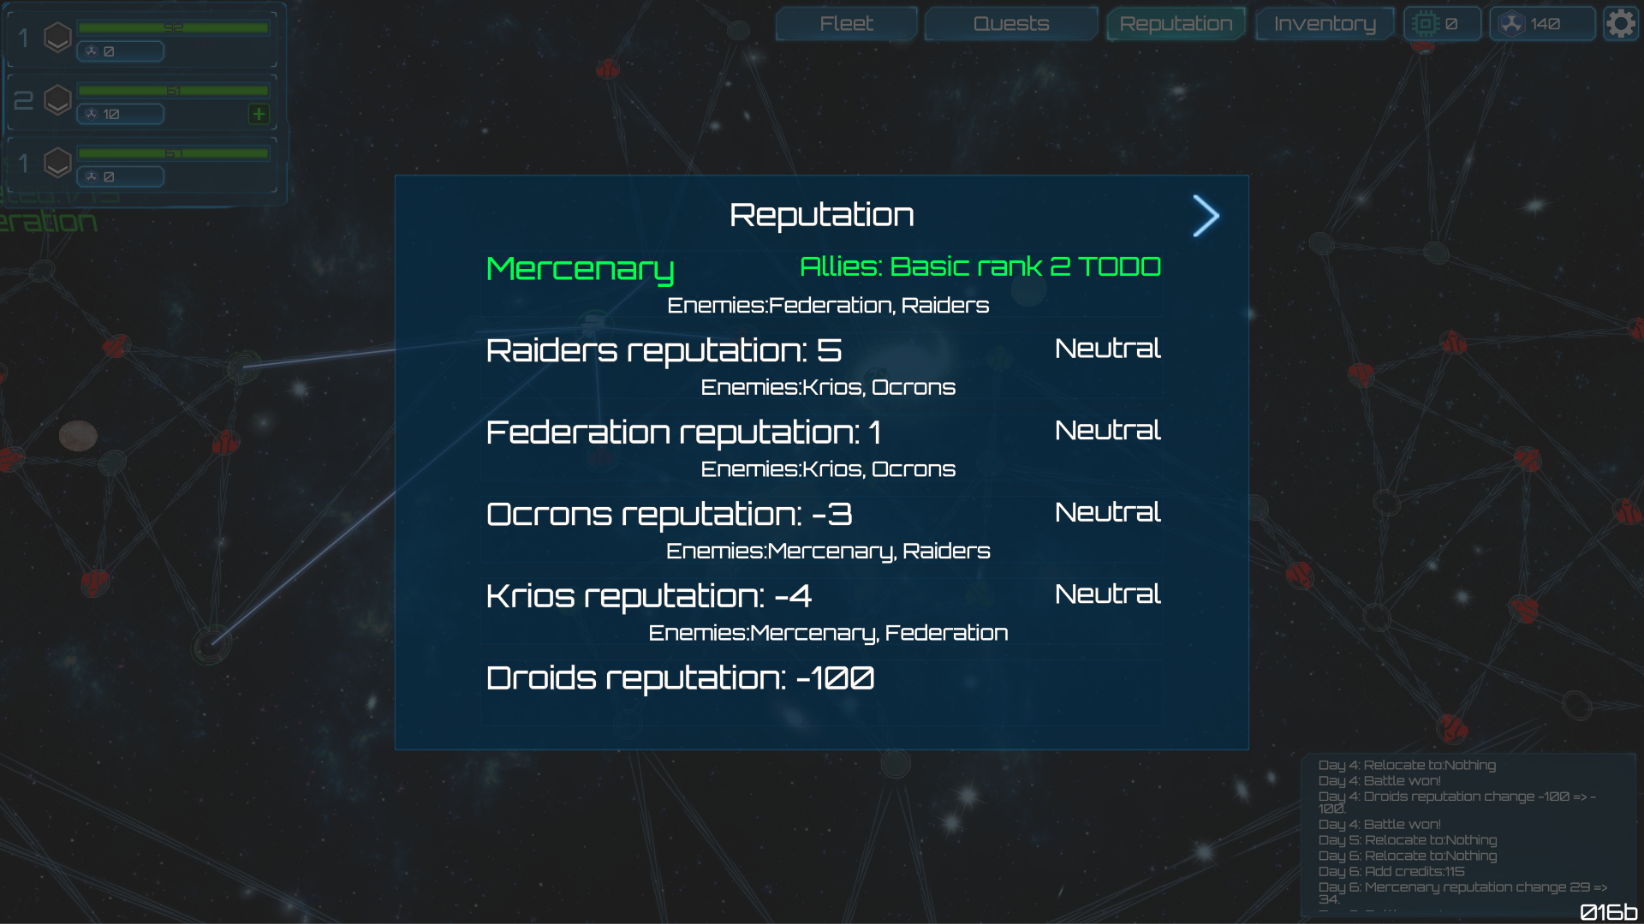 1
92
0
2
61
10
+
1
61
0
eration
Fleet
Quests
Reputation
Inventory
0
140
Reputation
Mercenary
Allies: Basic rank 2 TODO
Enemies:Federation, Raiders
Raiders reputation: 5
Neutral
Enemies:Krios, Ocrons
Federation reputation: 1
Neutral
Enemies:Krios, Ocrons
Ocrons reputation: -3
Neutral
Enemies:Mercenary, Raiders
Krios reputation: -4
Neutral
Enemies:Mercenary, Federation
Droids reputation: -100
Day 4: Relocate to:Nothing
Day 4: Battle won!
Day 4: Droids reputation change -100 => -
100.
Day 4: Battle won!
Day 5: Relocate to:Nothing
Day 6: Relocate to:Nothing
Day 6: Add credits:115
Day 6: Mercenary reputation change 29 =>
34.
016b